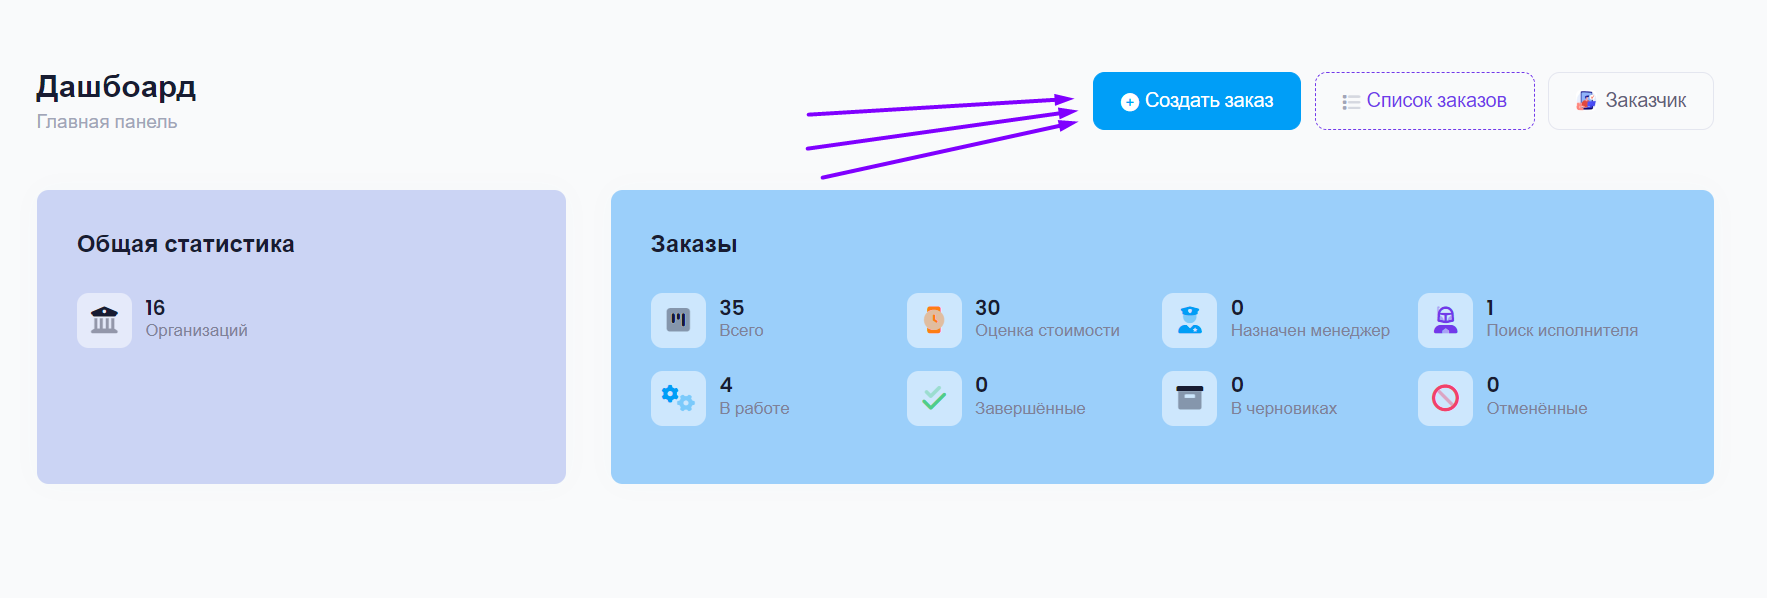 Дашбоард
Главная панель
Создать заказ
Список заказов
Заказчик
Общая статистика
16
Организаций
Заказы
35
Всего
30
Оценка стоимости
0
Назначен менеджер
1
Поиск исполнителя
4
В работе
0
Завершённые
0
В черновиках
0
Отменённые